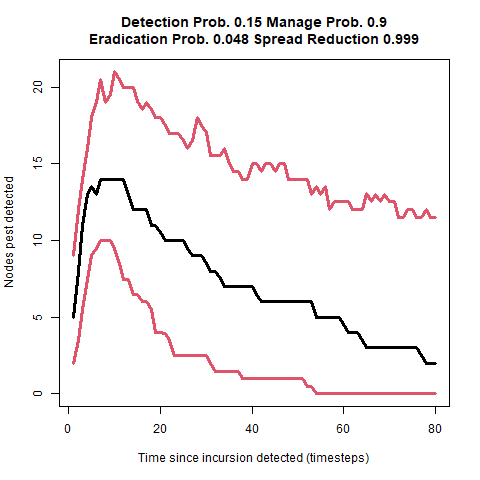 Detection Prob. 0.15 Manage Prob. 0.9
Eradication Prob. 0.048 Spread Reduction 0.999
Nodes pest detected
20
15
10
5
0
0 20 40 60 80
Time since incursion detected (timesteps)